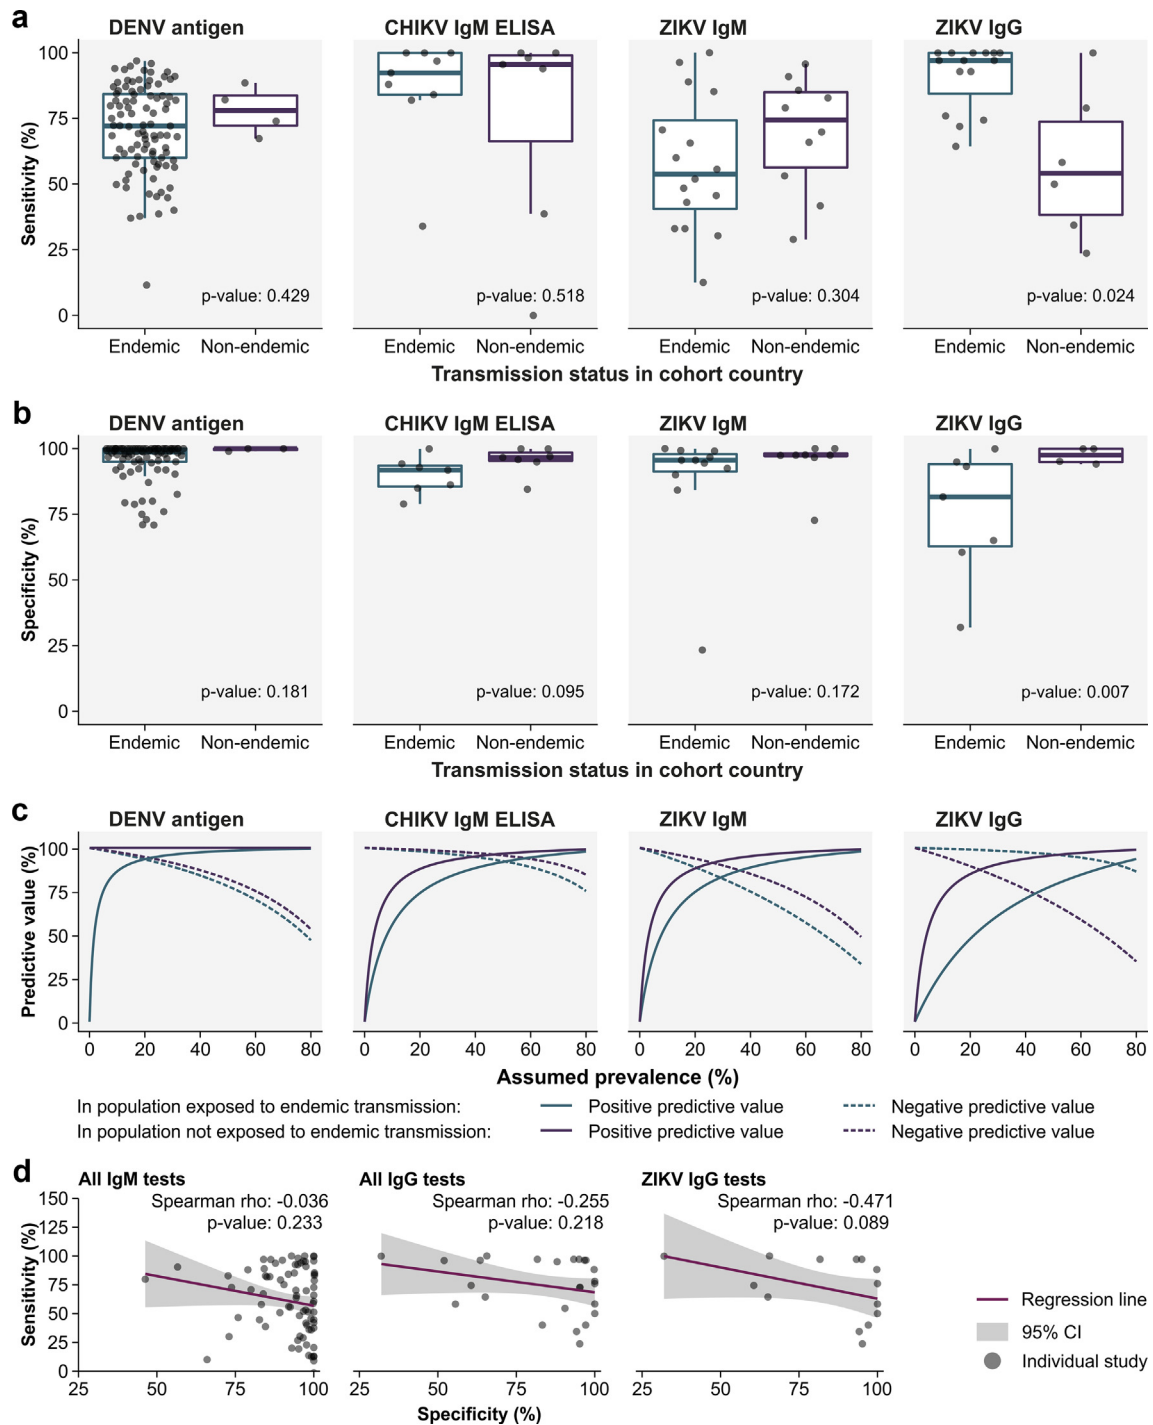 a
DENV antigen
CHIKV IgM ELISA
ZIKV IgM
ZIKV IgG
Sensitivity (%)
100
75
50
25
0
p-value: 0.429
p-value: 0.518
p-value: 0.304
p-value: 0.024
Endemic Non-endemic
Endemic Non-endemic
Endemic Non-endemic
Endemic Non-endemic
Transmission status in cohort country
b
DENV antigen
CHIKV IgM ELISA
ZIKV IgM
ZIKV IgG
Specificity (%)
100
75
50
25
0
p-value: 0.181
p-value: 0.095
p-value: 0.172
p-value: 0.007
Endemic Non-endemic
Endemic Non-endemic
Endemic Non-endemic
Endemic Non-endemic
Transmission status in cohort country
c
DENV antigen
CHIKV IgM ELISA
ZIKV IgM
ZIKV IgG
Predictive value (%)
100
75
50
25
0
0 20 40 60 80
0 20 40 60 80
0 20 40 60 80
0 20 40 60 80
Assumed prevalence (%)
In population exposed to endemic transmission: Positive predictive value Negative predictive value
In population not exposed to endemic transmission: Positive predictive value Negative predictive value
d
All IgM tests
Spearman rho: -0.036
p-value: 0.233
All IgG tests
Spearman rho: -0.255
p-value: 0.218
ZIKV IgG tests
Spearman rho: -0.471
p-value: 0.089
Sensitivity (%)
150
125
100
75
50
25
0
25 50 75 100
25 50 75 100
25 50 75 100
Specificity (%)
Regression line
95% CI
Individual study